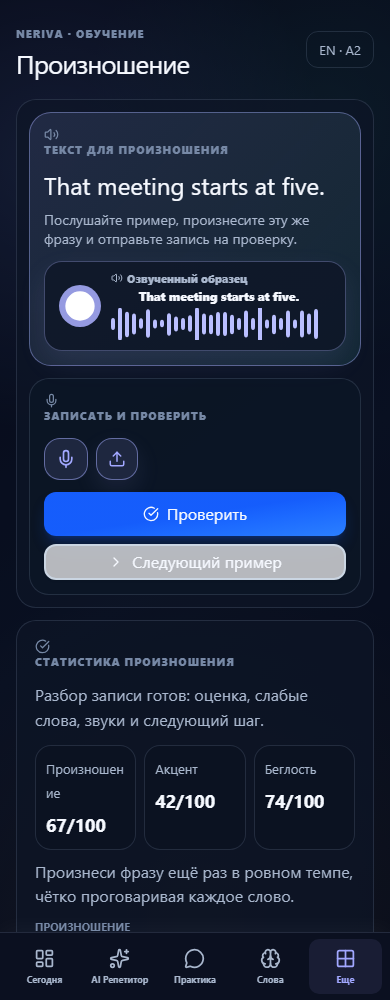 NERIVA • ОБУЧЕНИЕ
Произношение
EN · A2
ТЕКСТ ДЛЯ ПРОИЗНОШЕНИЯ
That meeting starts at five.
Послушайте пример, произнесите эту же
фразу и отправьте запись на проверку.
Озвученный образец
That meeting starts at five.
ЗАПИСАТЬ И ПРОВЕРИТЬ
Проверить
Следующий пример
СТАТИСТИКА ПРОИЗНОШЕНИЯ
Разбор записи готов: оценка, слабые
слова, звуки и следующий шаг.
Произношен
ие
67/100
Акцент
42/100
Беглость
74/100
Произнеси фразу ещё раз в ровном темпе,
чётко проговаривая каждое слово.
ПРОИЗНОШЕНИЕ
Сегодня
AI Репетитор
Практика
Слова
Еще